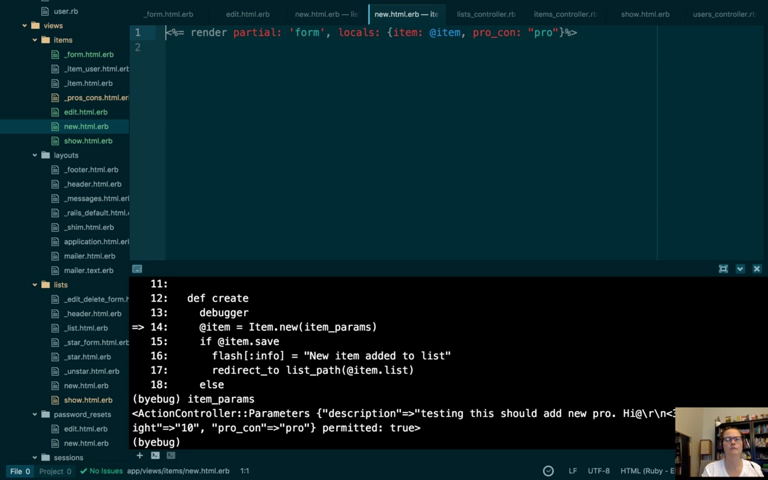 user.rb
views
items
_form.html.erb
_item_user.html.erb
_item.html.erb
_pros_cons.html.er
edit.html.erb
new.html.erb
show.html.erb
layouts
_footer.html.erb
_header.html.erb
_messages.html.erb
_rails_default.html.
_shim.html.erb
application.html.erb
mailer.html.erb
mailer.text.erb
lists
_edit_delete_form.h
_header.html.erb
_list.html.erb
_star_form.html.erb
_star.html.erb
_unstar.html.erb
new.html.erb
show.html.erb
password_resets
edit.html.erb
new.html.erb
sessions
_form.html.erb edit.html.erb new.html.erb — lis new.html.erb — ite lists_controller.rb items_controller.rb show.html.erb users_controller.rb
1 <%= render partial: 'form', locals: {item: @item, pro_con: "pro"}%>
2
11:
12: def create
13: debugger
=> 14: @item = Item.new(item_params)
15: if @item.save
16: flash[:info] = "New item added to list"
17: redirect_to list_path(@item.list)
18: else
(byebug) item_params
<ActionController::Parameters {"description"=>"testing this should add new pro. Hi@\r\n<3
ight"=>"10", "pro_con"=>"pro"} permitted: true>
(byebug)
File 0 Project 0 No Issues app/views/items/new.html.erb 1:1 LF UTF-8 HTML (Ruby - E